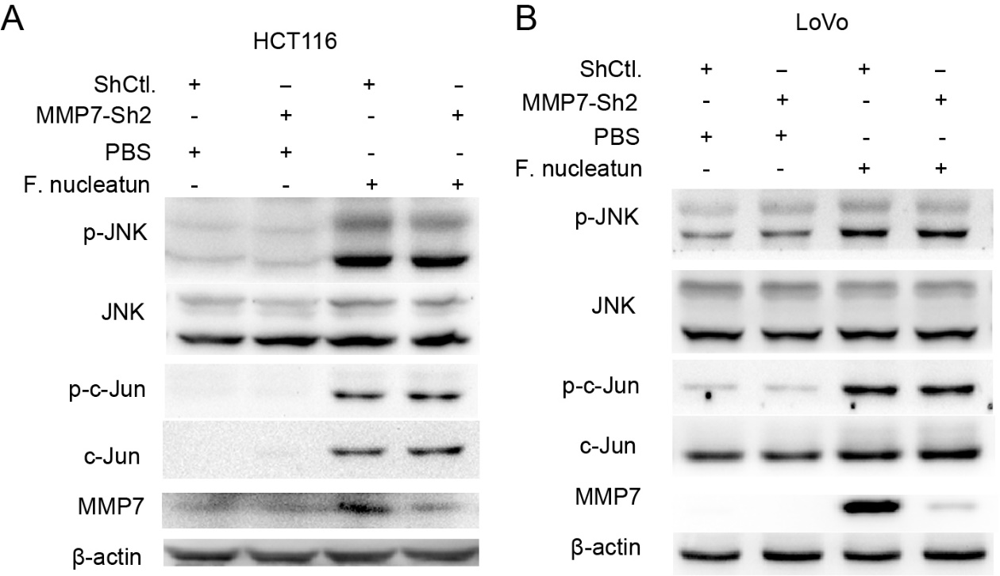 A
HCT116
ShCtl. + – + –
MMP7-Sh2 - + - +
PBS + + - -
F. nucleatun - - + +
p-JNK
JNK
p-c-Jun
c-Jun
MMP7
β-actin
B
LoVo
ShCtl. + – + –
MMP7-Sh2 - + - +
PBS + + - -
F. nucleatun - - + +
p-JNK
JNK
p-c-Jun
c-Jun
MMP7
β-actin